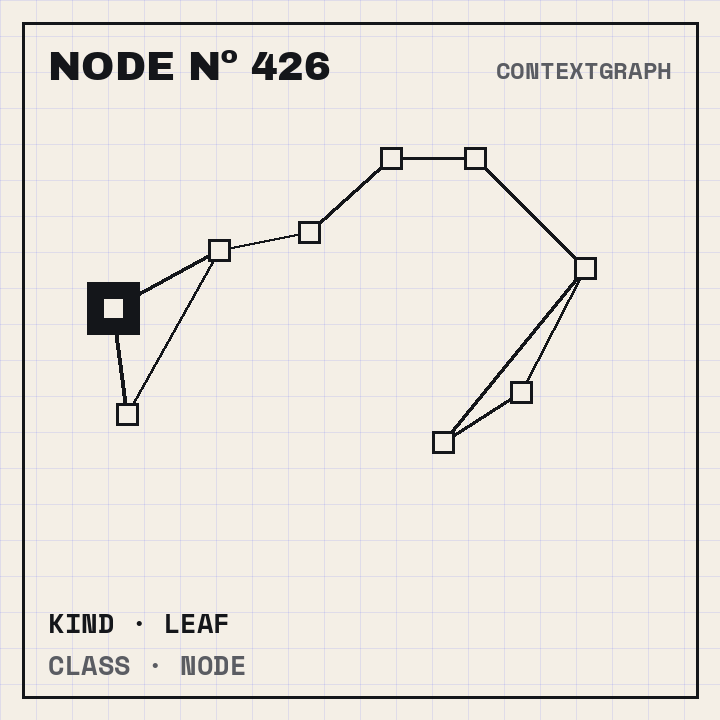 NODE Nº 426
CONTEXTGRAPH
KIND · LEAF
CLASS · NODE